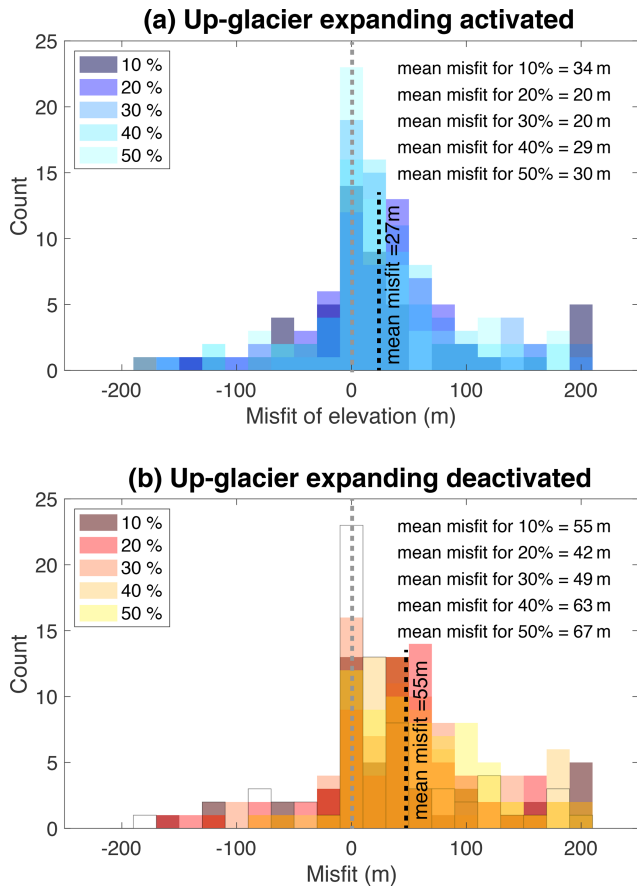 (a) Up-glacier expanding activated
25
20
15
10
5
0
Count
10 %
20 %
30 %
40 %
50 %
mean misfit for 10% = 34 m
mean misfit for 20% = 20 m
mean misfit for 30% = 20 m
mean misfit for 40% = 29 m
mean misfit for 50% = 30 m
mean misfit =27m
-200 -100 0 100 200
Misfit of elevation (m)
(b) Up-glacier expanding deactivated
25
20
15
10
5
0
Count
10 %
20 %
30 %
40 %
50 %
mean misfit for 10% = 55 m
mean misfit for 20% = 42 m
mean misfit for 30% = 49 m
mean misfit for 40% = 63 m
mean misfit for 50% = 67 m
mean misfit =55m
-200 -100 0 100 200
Misfit (m)